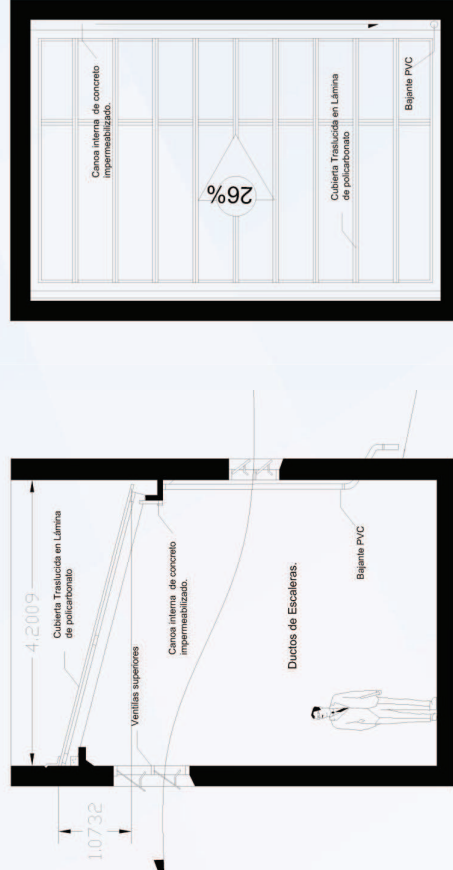 Canoa interna de concreto
impermeabilizado.
26%
Cubierta Traslucida en Lámina
de policarbonato
Bajante PVC
4.2009
Cubierta Traslucida en Lámina
de policarbonato
1.0732
Ventilas superiores
Canoa interna de concreto
impermeabilizado.
Ductos de Escaleras.
Bajante PVC